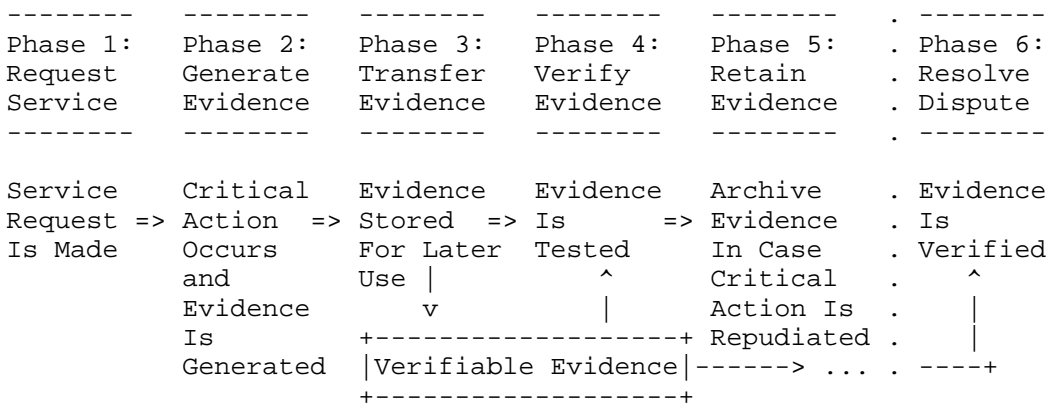 --------   --------   --------   --------   --------   . --------
Phase 1:   Phase 2:   Phase 3:   Phase 4:   Phase 5:   . Phase 6:
Request    Generate   Transfer   Verify     Retain     . Resolve
Service    Evidence   Evidence   Evidence   Evidence   . Dispute
--------   --------   --------   --------   --------   . --------

Service    Critical   Evidence   Evidence   Archive    . Evidence
Request => Action  => Stored  => Is      => Evidence   . Is
Is Made    Occurs     For Later  Tested     In Case    . Verified
           and        Use |          ^      Critical   .     ^
           Evidence       v          |      Action Is  .     |
           Is         +-------------------+ Repudiated .     |
           Generated  |Verifiable Evidence|------> ... . ----+
                      +-------------------+